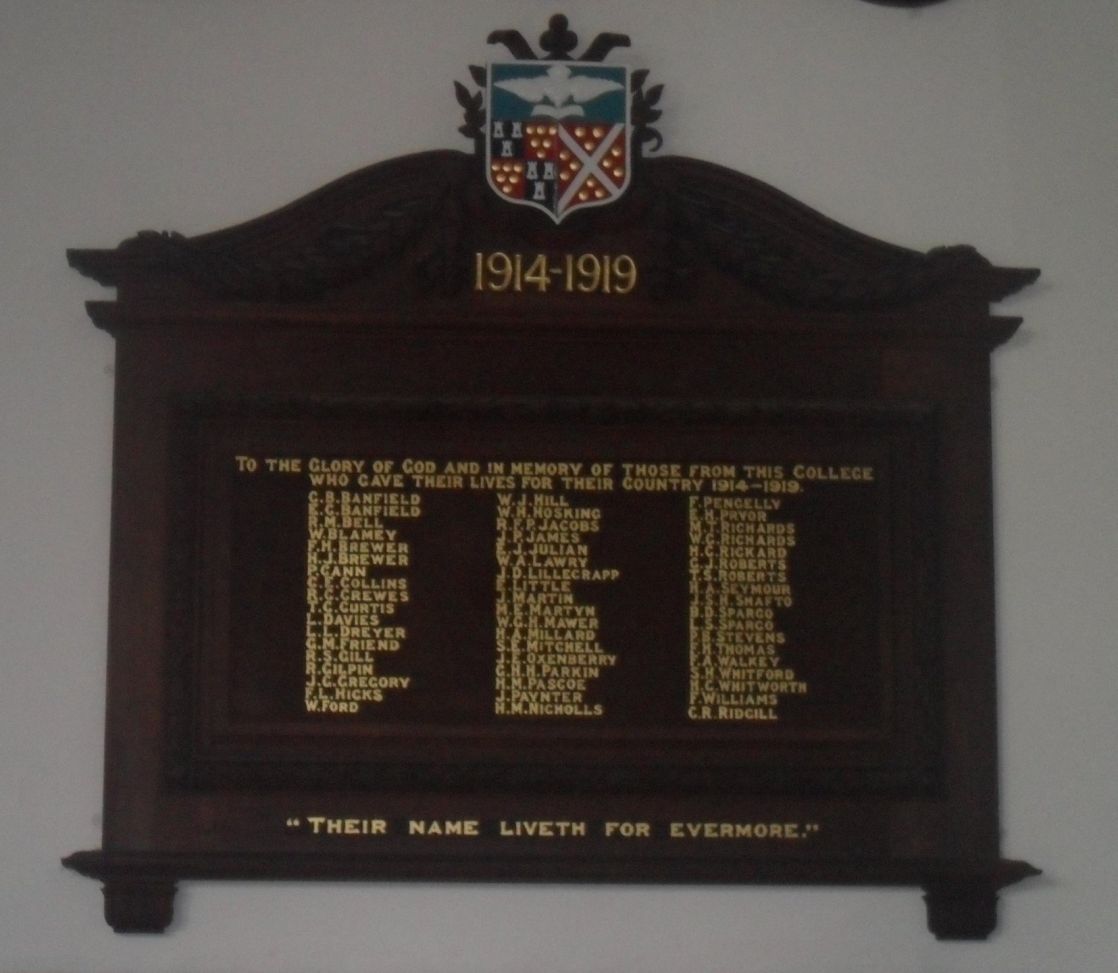 1914-1919
TO THE GLORY OF GOD AND IN MEMORY OF THOSE FROM THIS COLLEGE
WHO GAVE THEIR LIVES FOR THEIR COUNTRY 1914-1919.
C.B. BANFIELD
E.G. BANFIELD
R.M. BELL
W. BLAMEY
F.H. BREWER
H.J. BREWER
P. CANN
C.E. COLLINS
R.C. CREWES
T.C. CURTIS
L. DAVIES
L.L. DREYER
G.M. FRIEND
R.S. GILL
R. GILPIN
J.C. GREGORY
F.L. HICKS
W. FORD
W.J. HILL
W.H. HOSKING
R.F.P. JACOBS
J.P. JAMES
E.J. JULIAN
W.A. LAWRY
LILLECRAPP
LITTLE
MARTIN
H.E. MARTYN
W.G.H. MAWER
H.A. MILLARD
S.E. MITCHELL
J.E. OXENBERRY
G.H.H. PARKIN
H.M. PASCOE
J. PAYNTER
H.M. NICHOLLS
F. PENGELLY
PRYOR
M.J. RICHARDS
W.G. RICHARDS
H.C. RICKARD
G.J. ROBERTS
T.S. ROBERTS
H.A. SEYMOUR
SHAFTO
B.D. SPARGO
SPARGO
P.B. STEVENS
THOMAS
F.A. WALKEY
S.H. WHITFORD
H.G. WHITWORTH
F. WILLIAMS
C.R. RIDGILL
"THEIR NAME LIVETH FOR EVERMORE."